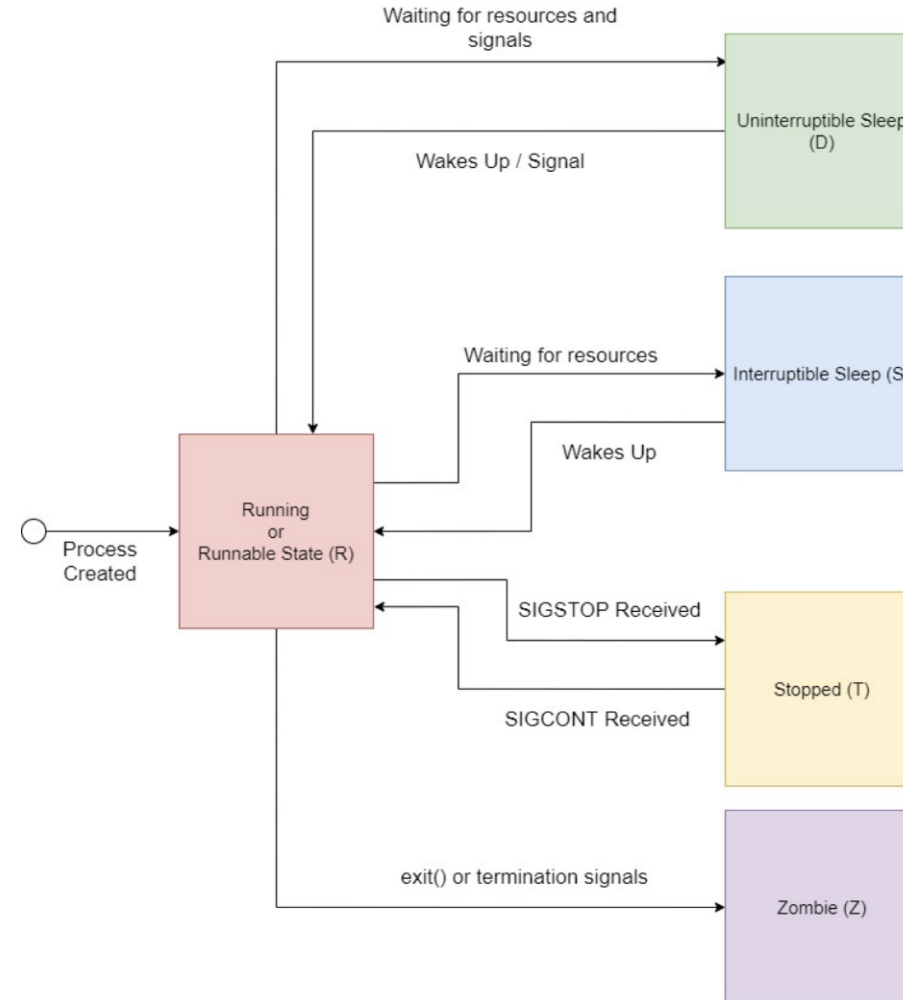 Waiting for resources and
signals
Uninterruptible Sleep
(D)
Wakes Up / Signal
Waiting for resources
Interruptible Sleep (S
Wakes Up
Running
or
Runnable State (R)
Process
Created
SIGSTOP Received
Stopped (T)
SIGCONT Received
exit() or termination signals
Zombie (Z)